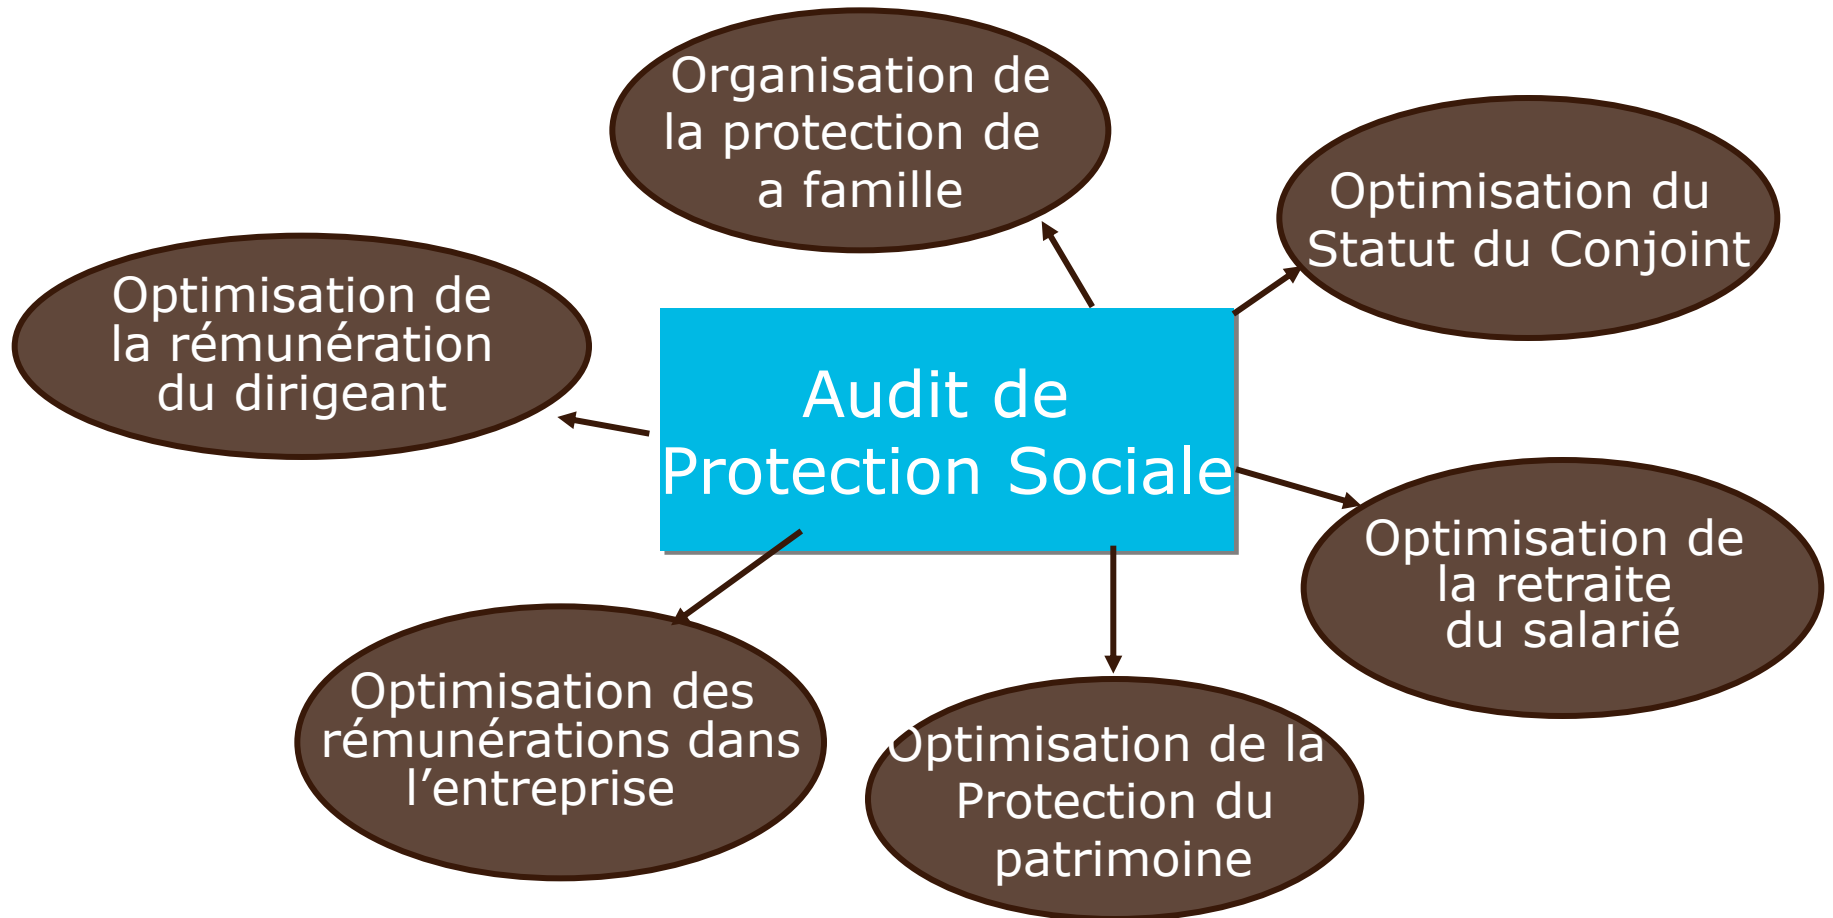 Organisation de
la protection de
a famille
Optimisation du
Statut du Conjoint
Optimisation de
la rémunération
du dirigeant
Audit de
Protection Sociale
Optimisation de
la retraite
du salarié
Optimisation des
rémunérations dans
l’entreprise
Optimisation de la
Protection du
patrimoine